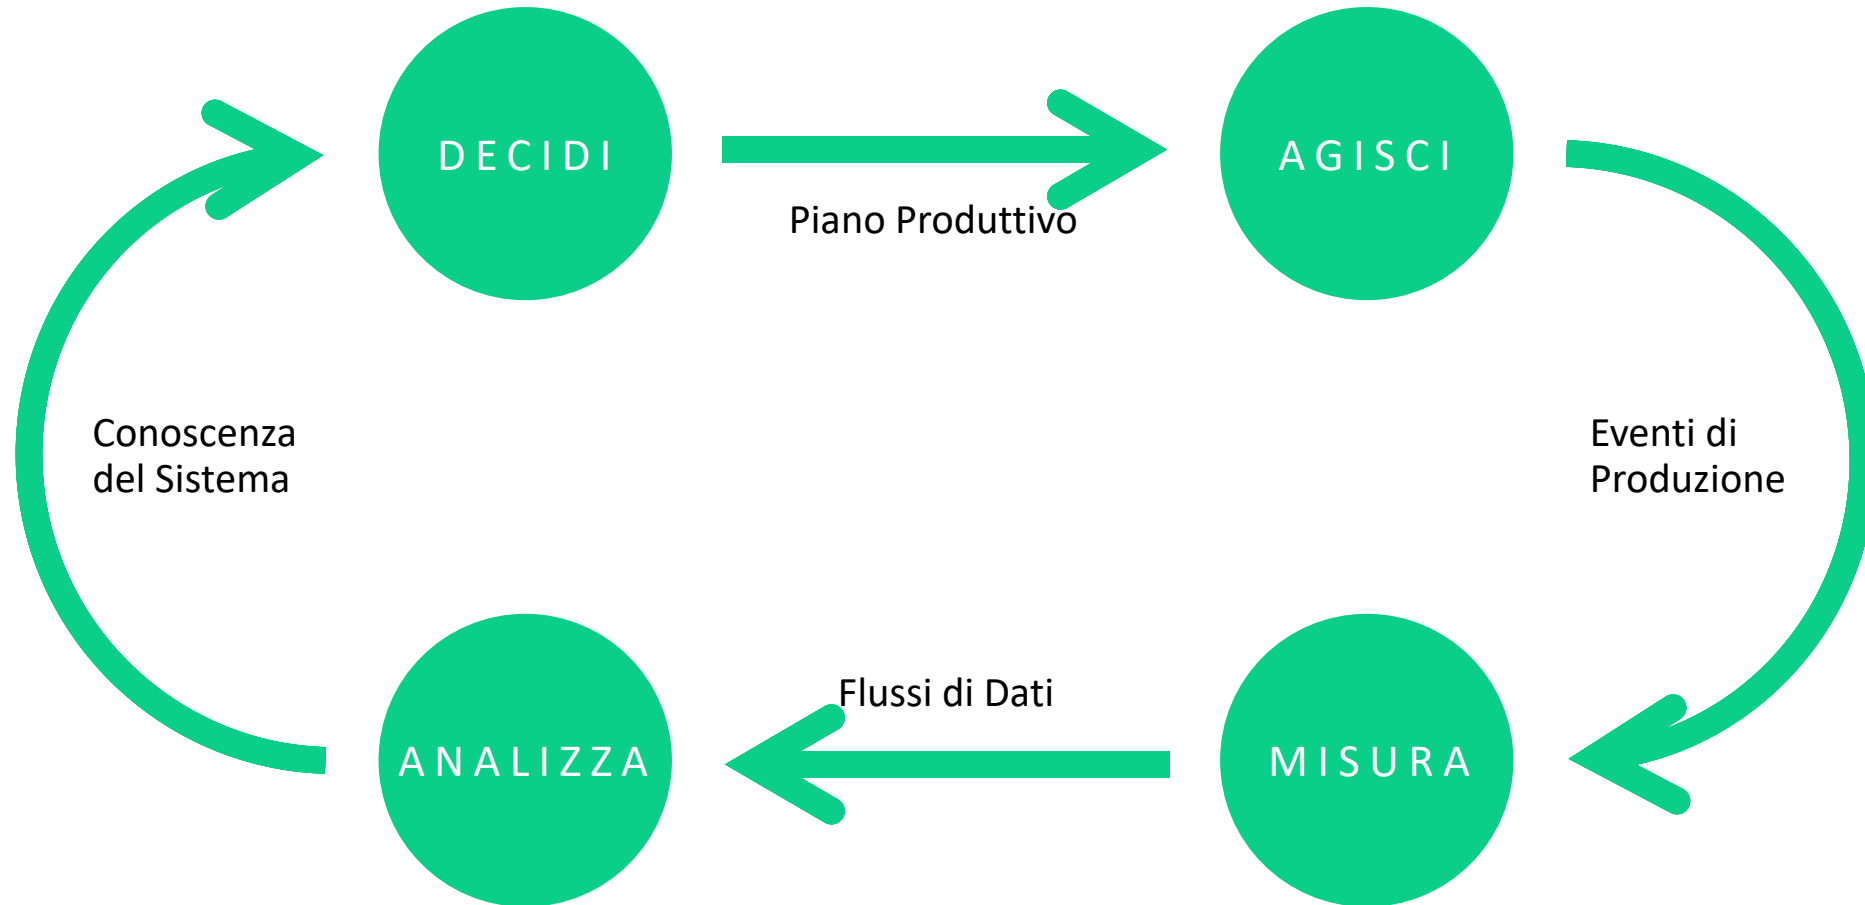 DECIDI
AGISCI
Piano Produttivo
Conoscenza
del Sistema
Eventi di
Produzione
Flussi di Dati
ANALIZZA
MISURA